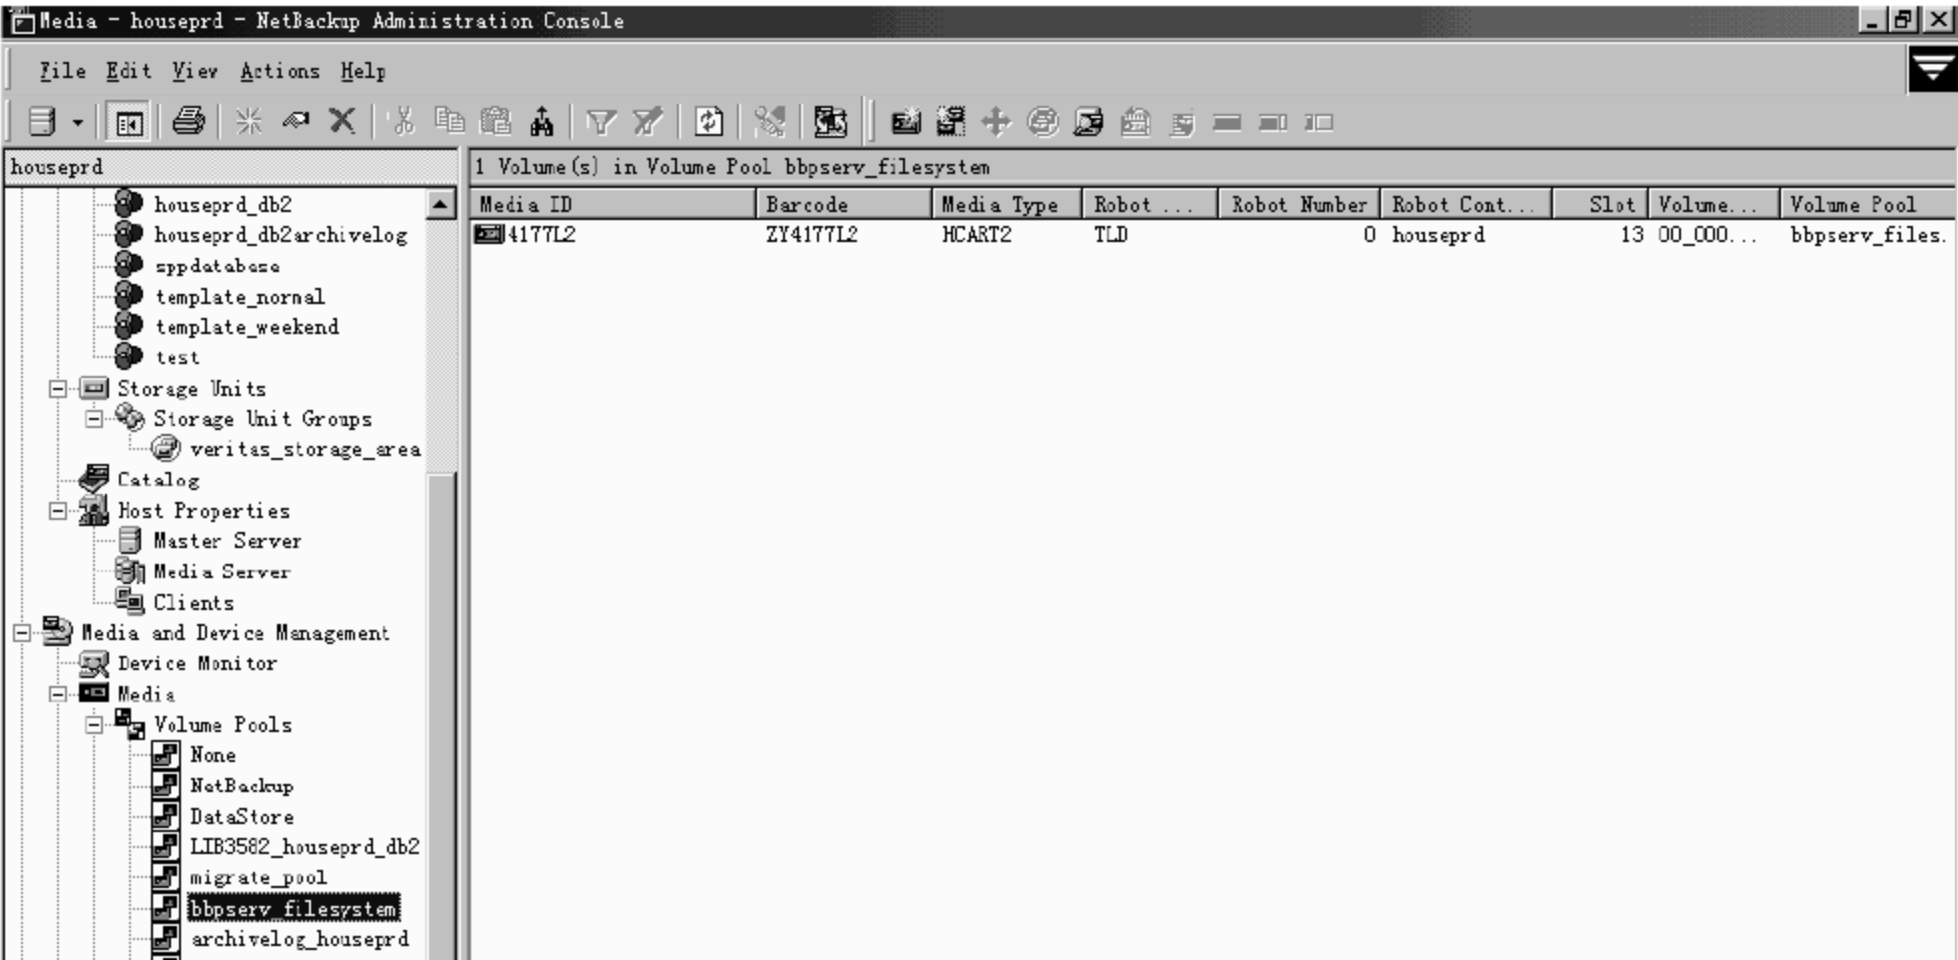 Media - houseprd - NetBackup Administration Console
File Edit View Actions Help
houseprd
1 Volume(s) in Volume Pool bbpserv_filesystem
Media ID Barcode Media Type Robot ... Robot Number Robot Cont... Slot Volume... Volume Pool
4177L2 ZY4177L2 HCART2 TLD 0 houseprd 13 00_000... bbpserv_files.
houseprd_db2
houseprd_db2archivelog
sppdatabase
template_normal
template_weekend
test
Storage Units
Storage Unit Groups
veritas_storage_area
Catalog
Host Properties
Master Server
Media Server
Clients
Media and Device Management
Device Monitor
Media
Volume Pools
None
NetBackup
DataStore
LIB3582_houseprd_db2
migrate_pool
bbpserv_filesystem
archivelog_houseprd